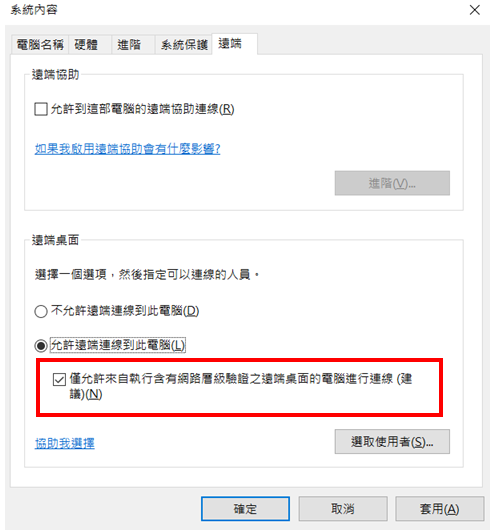 系統內容
電腦名稱 硬體 進階 系統保護 遠端
遠端協助
允許到這部電腦的遠端協助連線(R)
如果我啟用遠端協助會有什麼影響?
進階(V)...
遠端桌面
選擇一個選項，然後指定可以連線的人員。
不允許遠端連線到此電腦(D)
允許遠端連線到此電腦(L)
僅允許來自執行含有網路層級驗證之遠端桌面的電腦進行連線 (建
議)(N)
協助我選擇
選取使用者(S)...
確定 取消 套用(A)